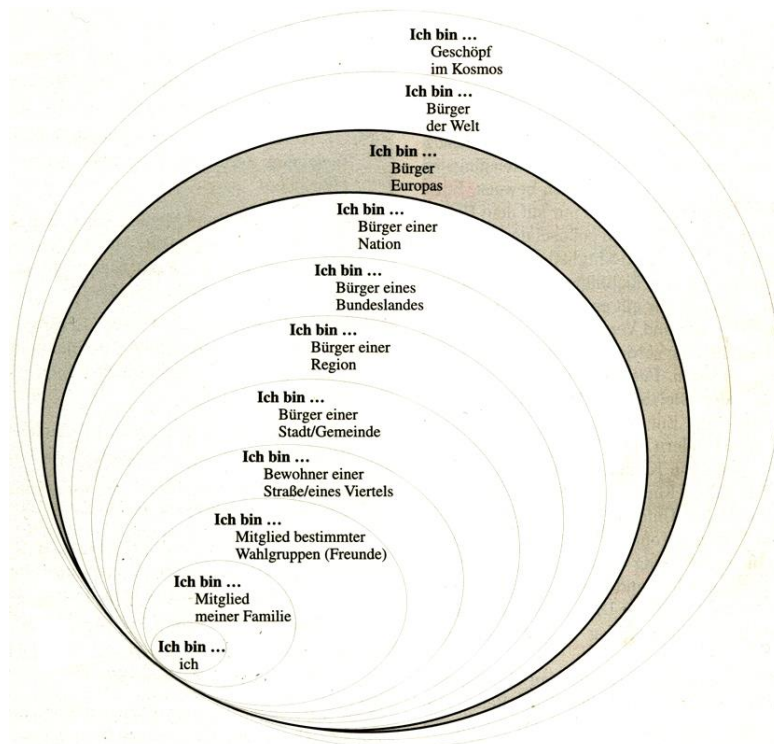 Ich bin …
Geschöpf
im Kosmos
Ich bin …
Bürger
der Welt
Ich bin …
Bürger
Europas
Ich bin …
Bürger einer
Nation
Ich bin …
Bürger eines
Bundeslandes
Ich bin …
Bürger einer
Region
Ich bin …
Bürger einer
Stadt/Gemeinde
Ich bin …
Bewohner einer
Straße/eines Viertels
Ich bin …
Mitglied bestimmter
Wahlgruppen (Freunde)
Ich bin …
Mitglied
meiner Familie
Ich bin …
ich